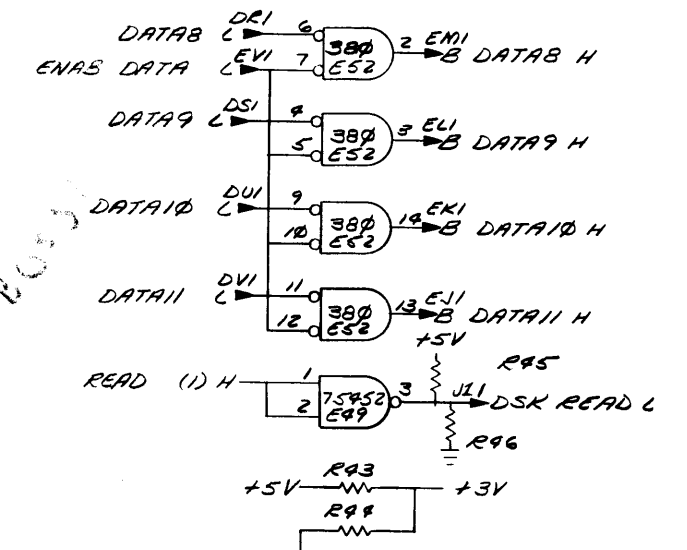 DR1
DATA8 L 6 380 2 EM1 B DATA8 H
EV1
ENAB DATA L 7 E52
DS1
DATA9 L 4 380 3 EL1 B DATA9 H
5 E52
DU1
DATA10 L 9 380 14 EK1 B DATA10 H
10 E52
DV1
DATA11 L 11 380 13 EJ1 B DATA11 H
12 E52
+5V
R45
READ (1) H 1 75452 3 J11 DSK READ L
2 E49
R46
R43
+5V +3V
R44